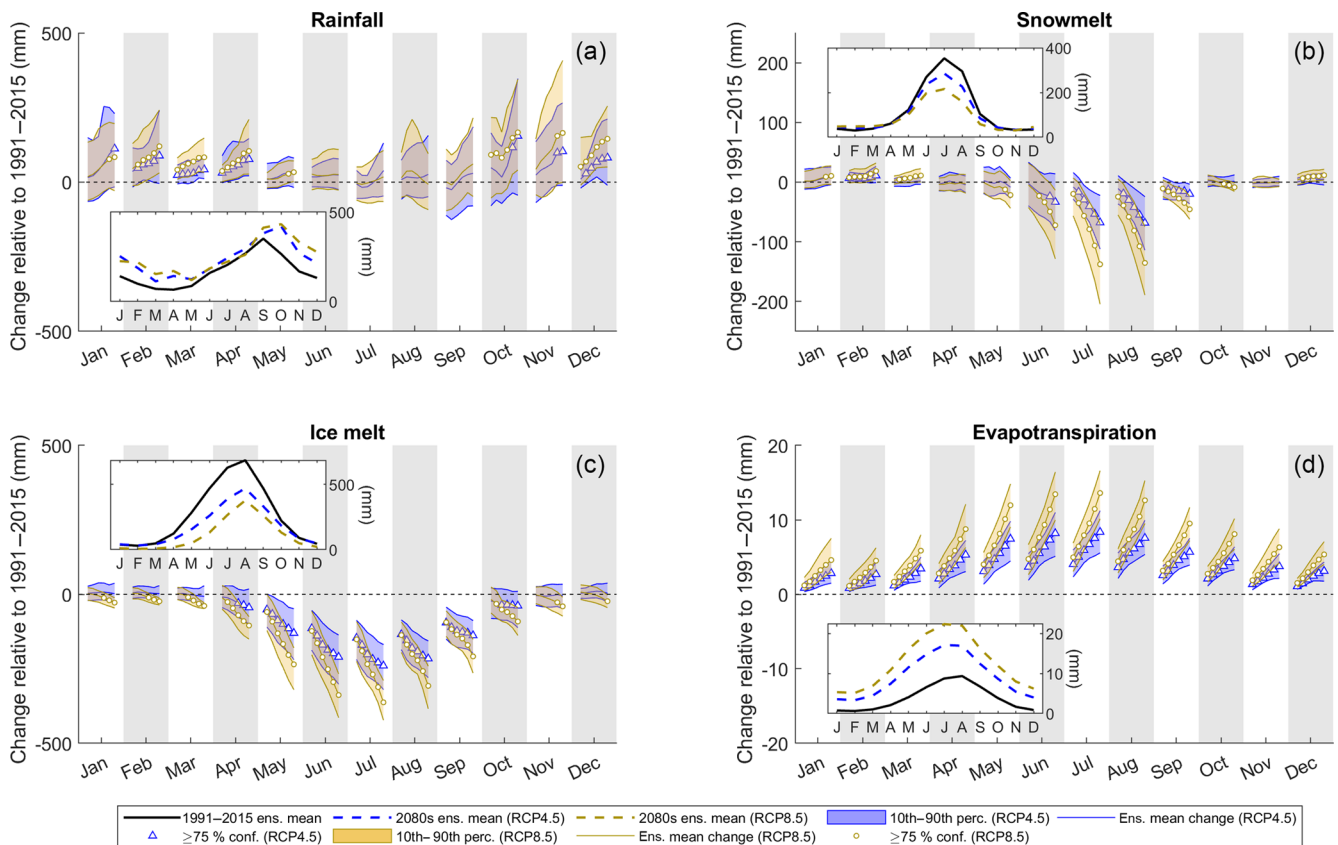 Rainfall
(a)
Change relative to 1991–2015 (mm)
500
0
-500
500
0
(mm)
J F M A M J J A S O N D
Jan Feb Mar Apr May Jun Jul Aug Sep Oct Nov Dec
Snowmelt
(b)
Change relative to 1991–2015 (mm)
200
100
0
-100
-200
400
200
0
(mm)
J F M A M J J A S O N D
Jan Feb Mar Apr May Jun Jul Aug Sep Oct Nov Dec
Ice melt
(c)
Change relative to 1991–2015 (mm)
500
0
-500
500
0
(mm)
J F M A M J J A S O N D
Jan Feb Mar Apr May Jun Jul Aug Sep Oct Nov Dec
Evapotranspiration
(d)
Change relative to 1991–2015 (mm)
20
10
0
-10
-20
20
10
0
(mm)
J F M A M J J A S O N D
Jan Feb Mar Apr May Jun Jul Aug Sep Oct Nov Dec
1991–2015 ens. mean 2080s ens. mean (RCP4.5) 2080s ens. mean (RCP8.5) 10th–90th perc. (RCP4.5) Ens. mean change (RCP4.5)
≥75 % conf. (RCP4.5) 10th–90th perc. (RCP8.5) Ens. mean change (RCP8.5) ≥75 % conf. (RCP8.5)